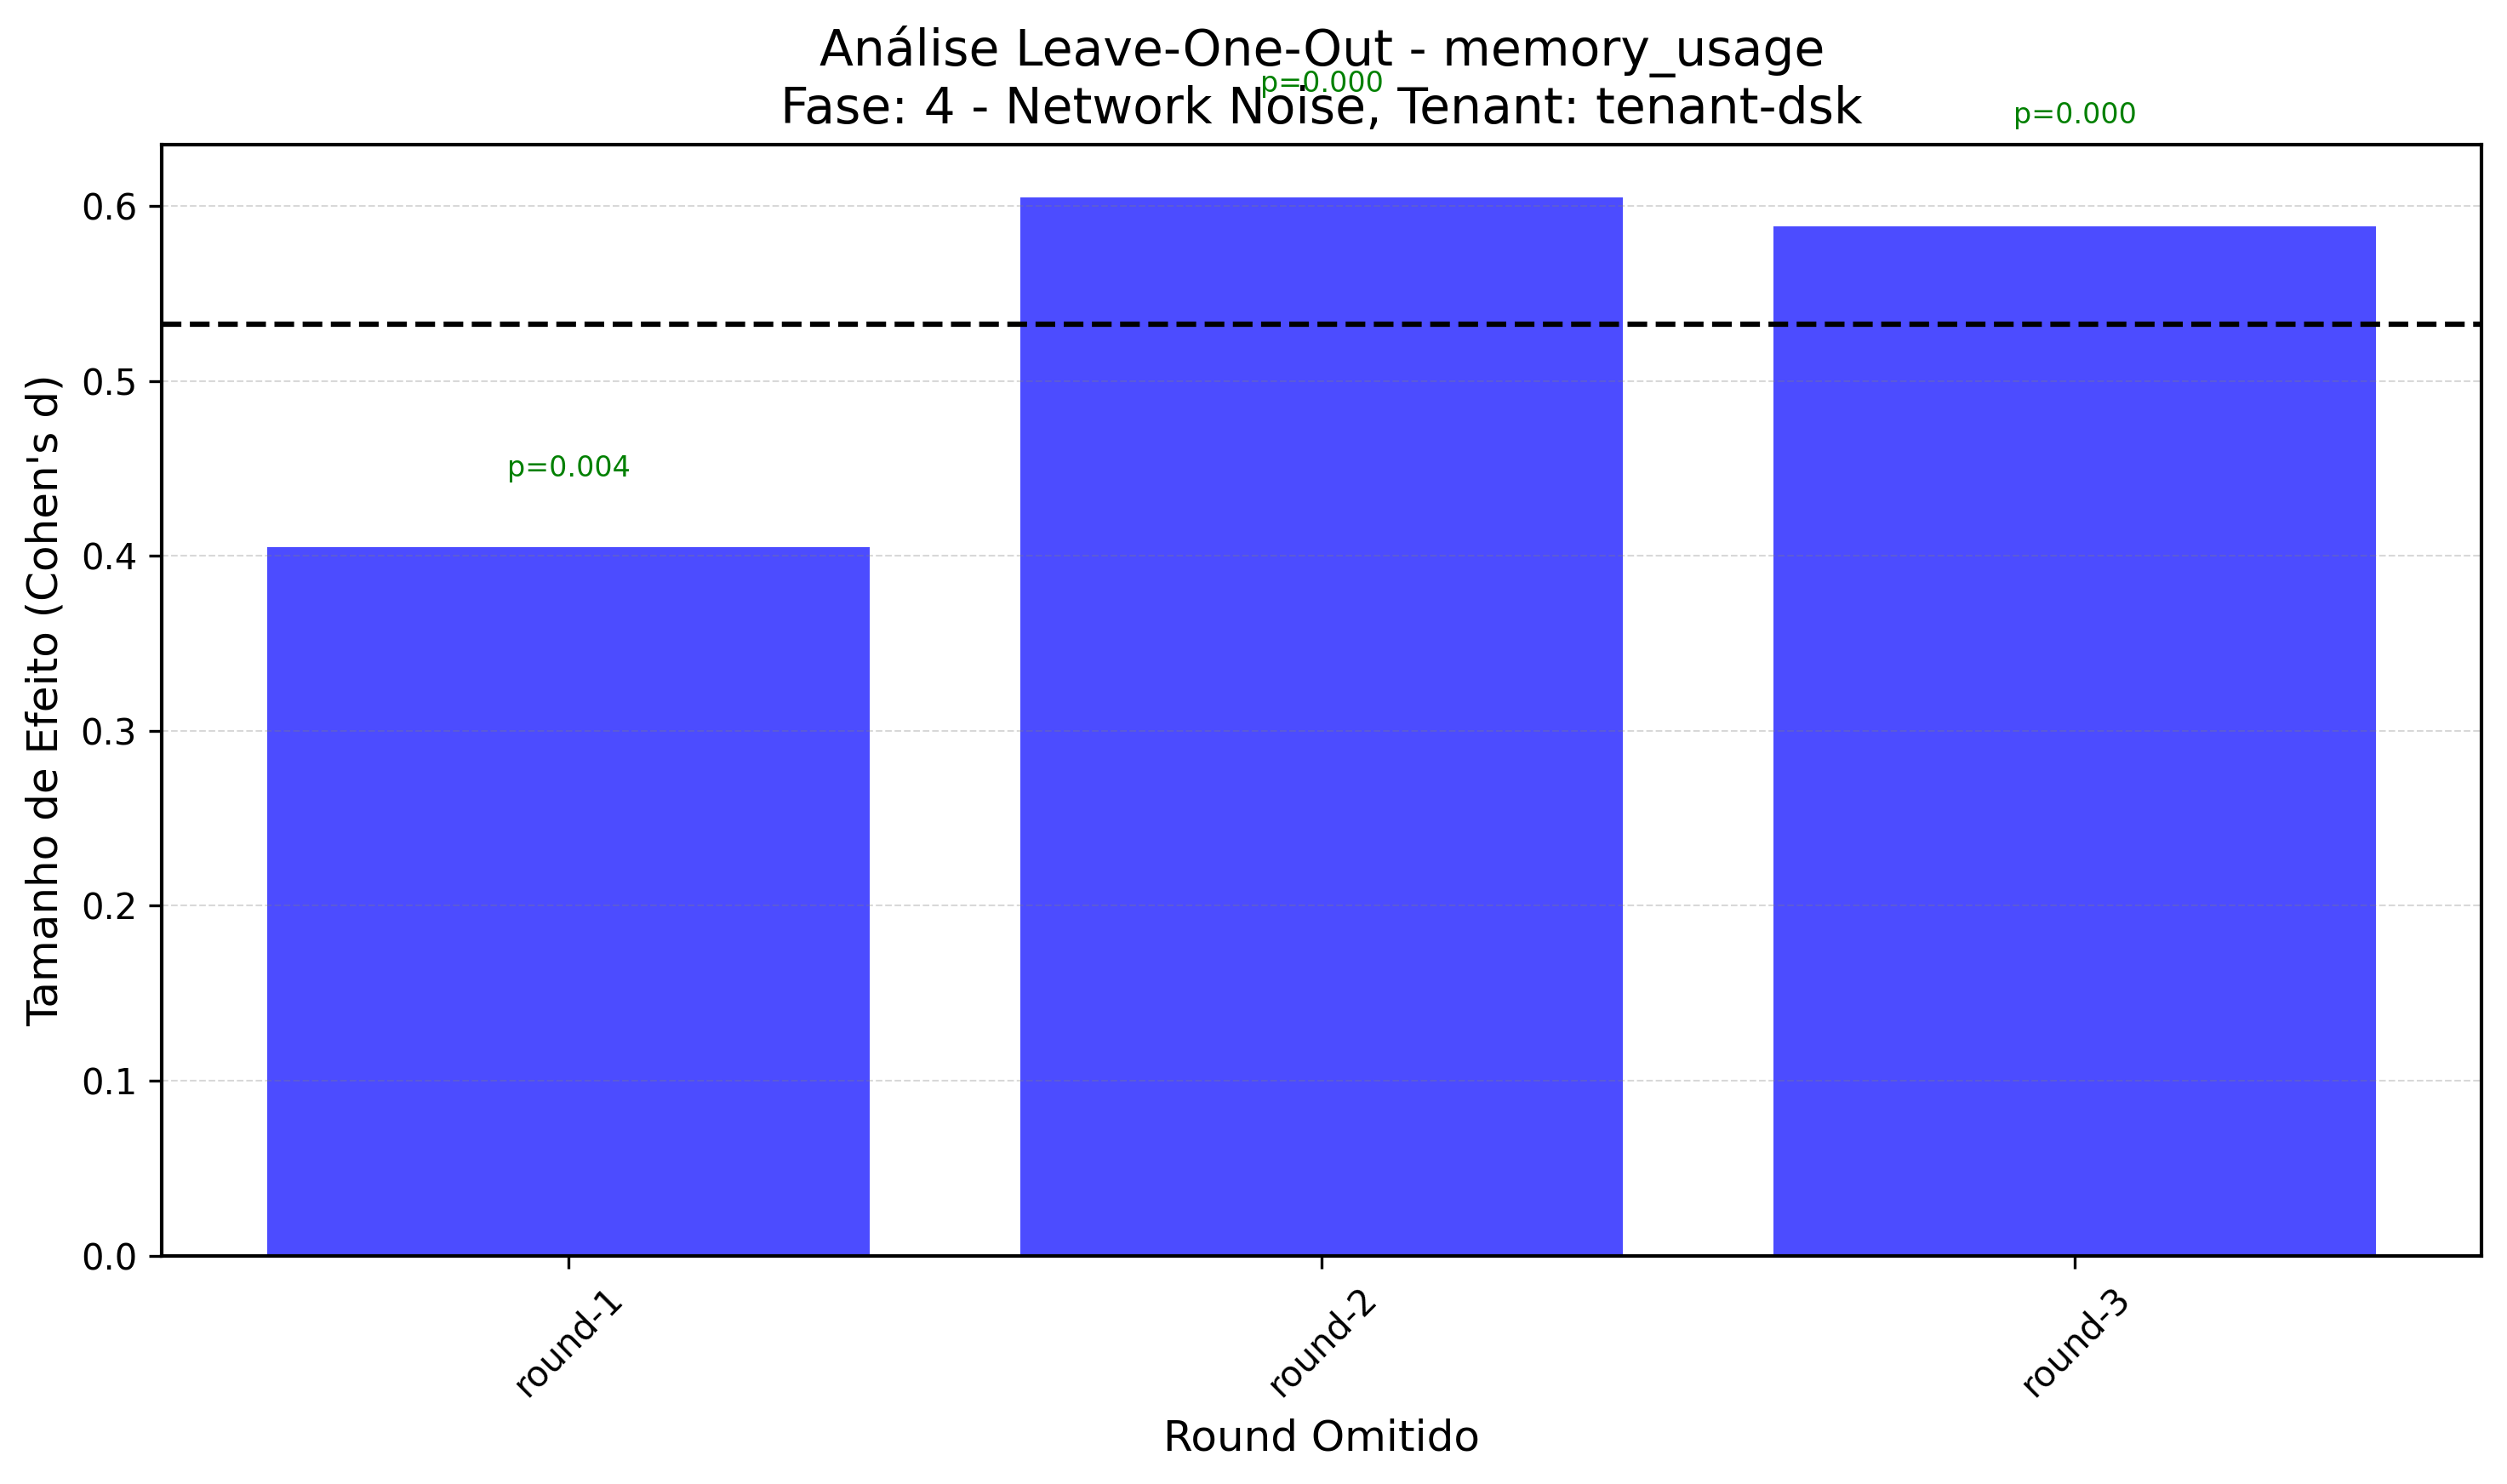 Análise Leave-One-Out - memory_usage
Fase: 4 - Network Noise, Tenant: tenant-dsk
p=0.000
p=0.000
p=0.004
Tamanho de Efeito (Cohen's d)
0.6
0.5
0.4
0.3
0.2
0.1
0.0
round-1
round-2
round-3
Round Omitido